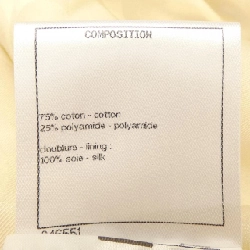 COMPOSITION
75% coton - cotton
25% polyamide - polyamide
doublure - lining :
100% soie - silk